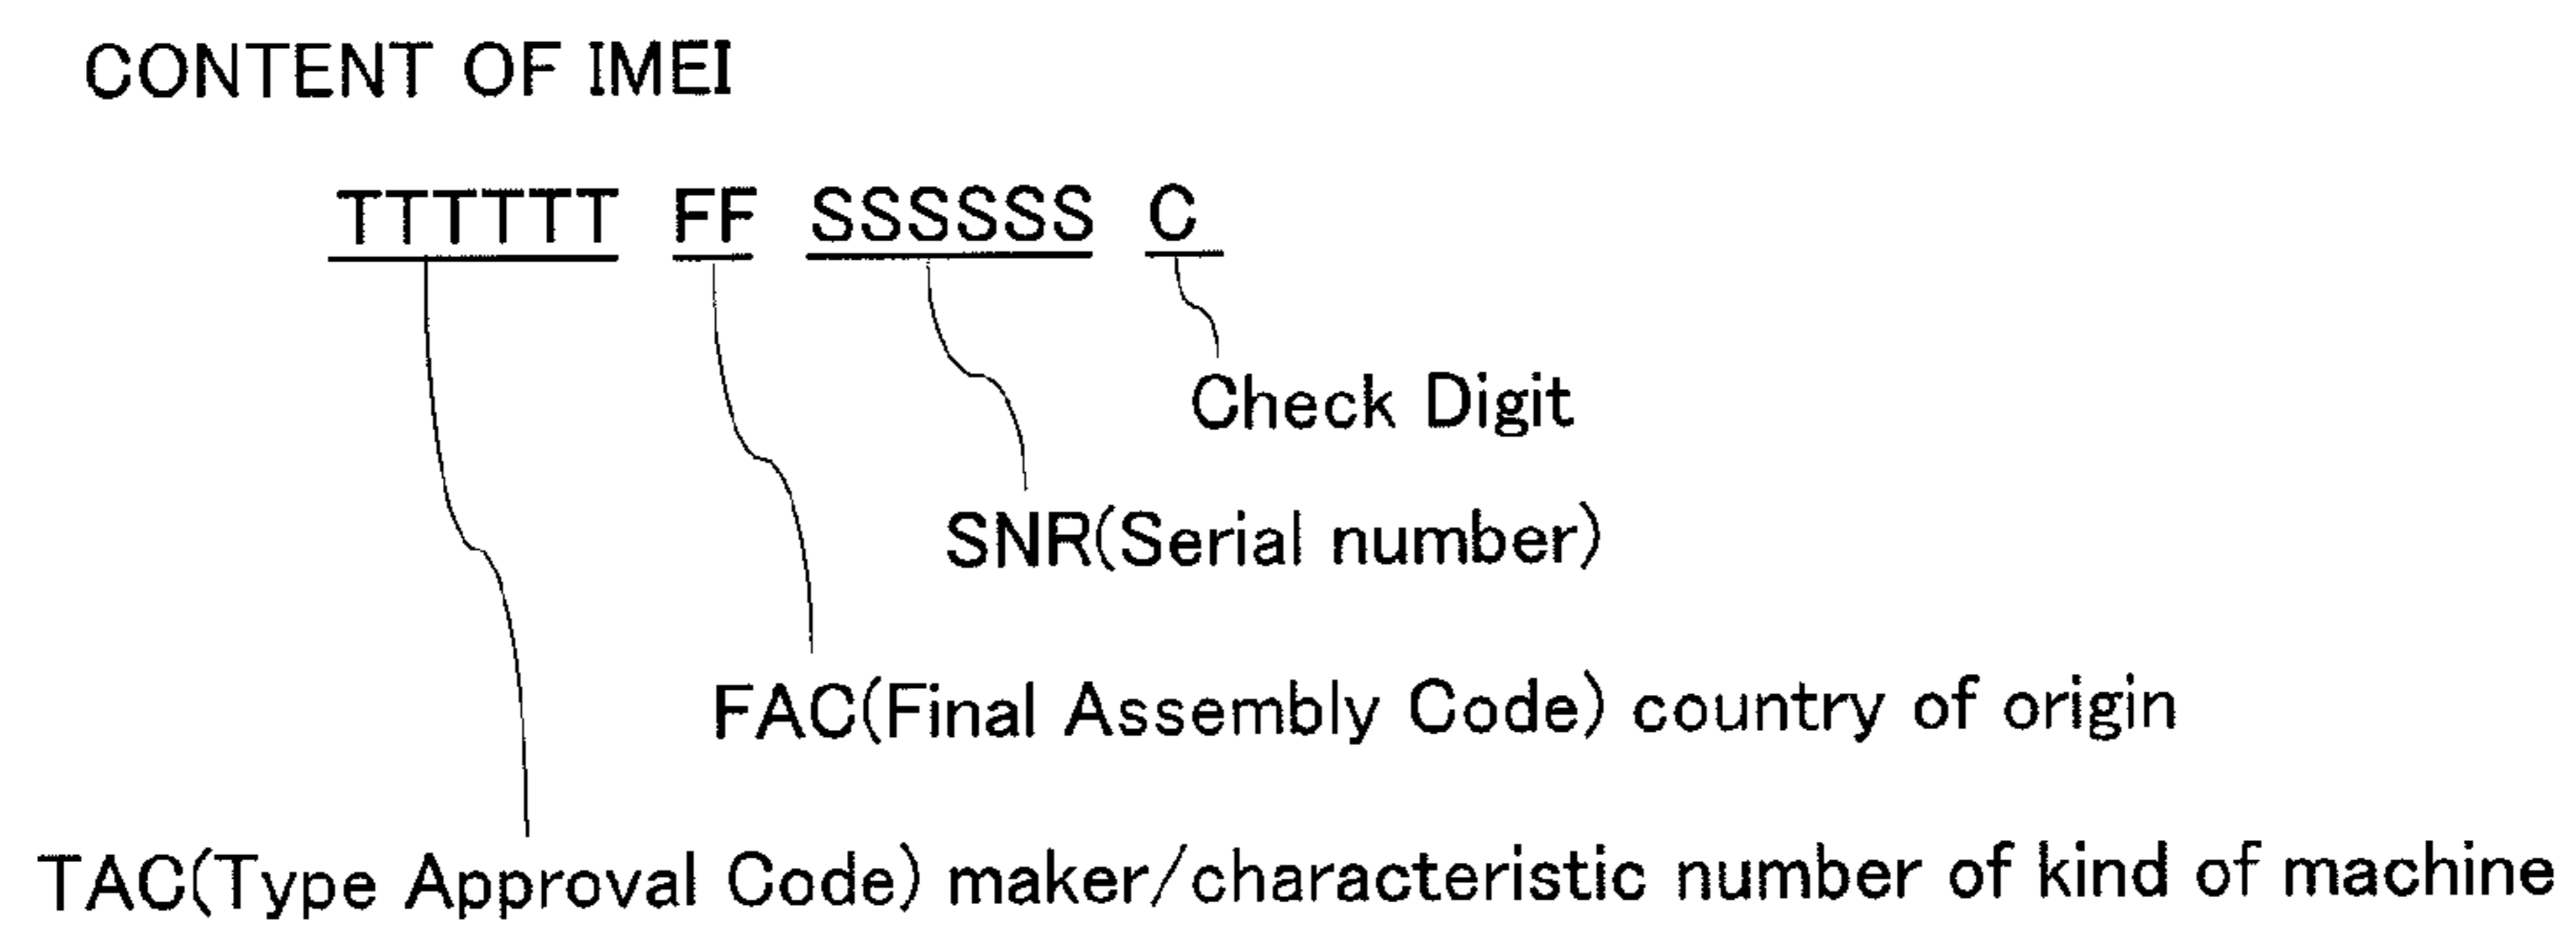 CONTENT OF IMEI
TTTTTT FF SSSSSS C
Check Digit
SNR(Serial number)
FAC(Final Assembly Code) country of origin
TAC(Type Approval Code) maker/characteristic number of kind of machine